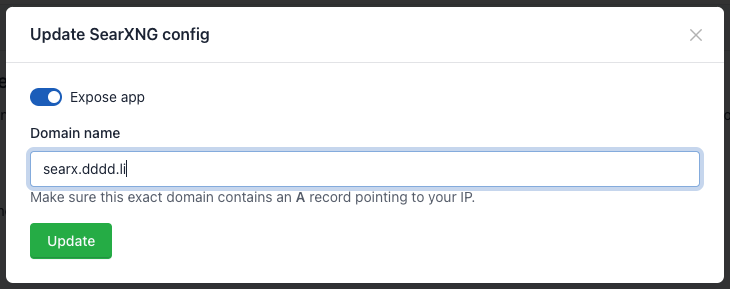 Update SearXNG config
Expose app
Domain name
searx.dddd.li
Make sure this exact domain contains an A record pointing to your IP.
Update